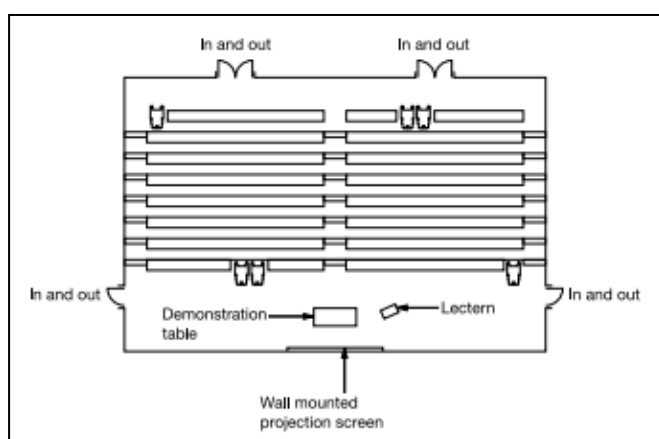 In and out
In and out
In and out
In and out
Demonstration
table
Lectern
Wall mounted
projection screen